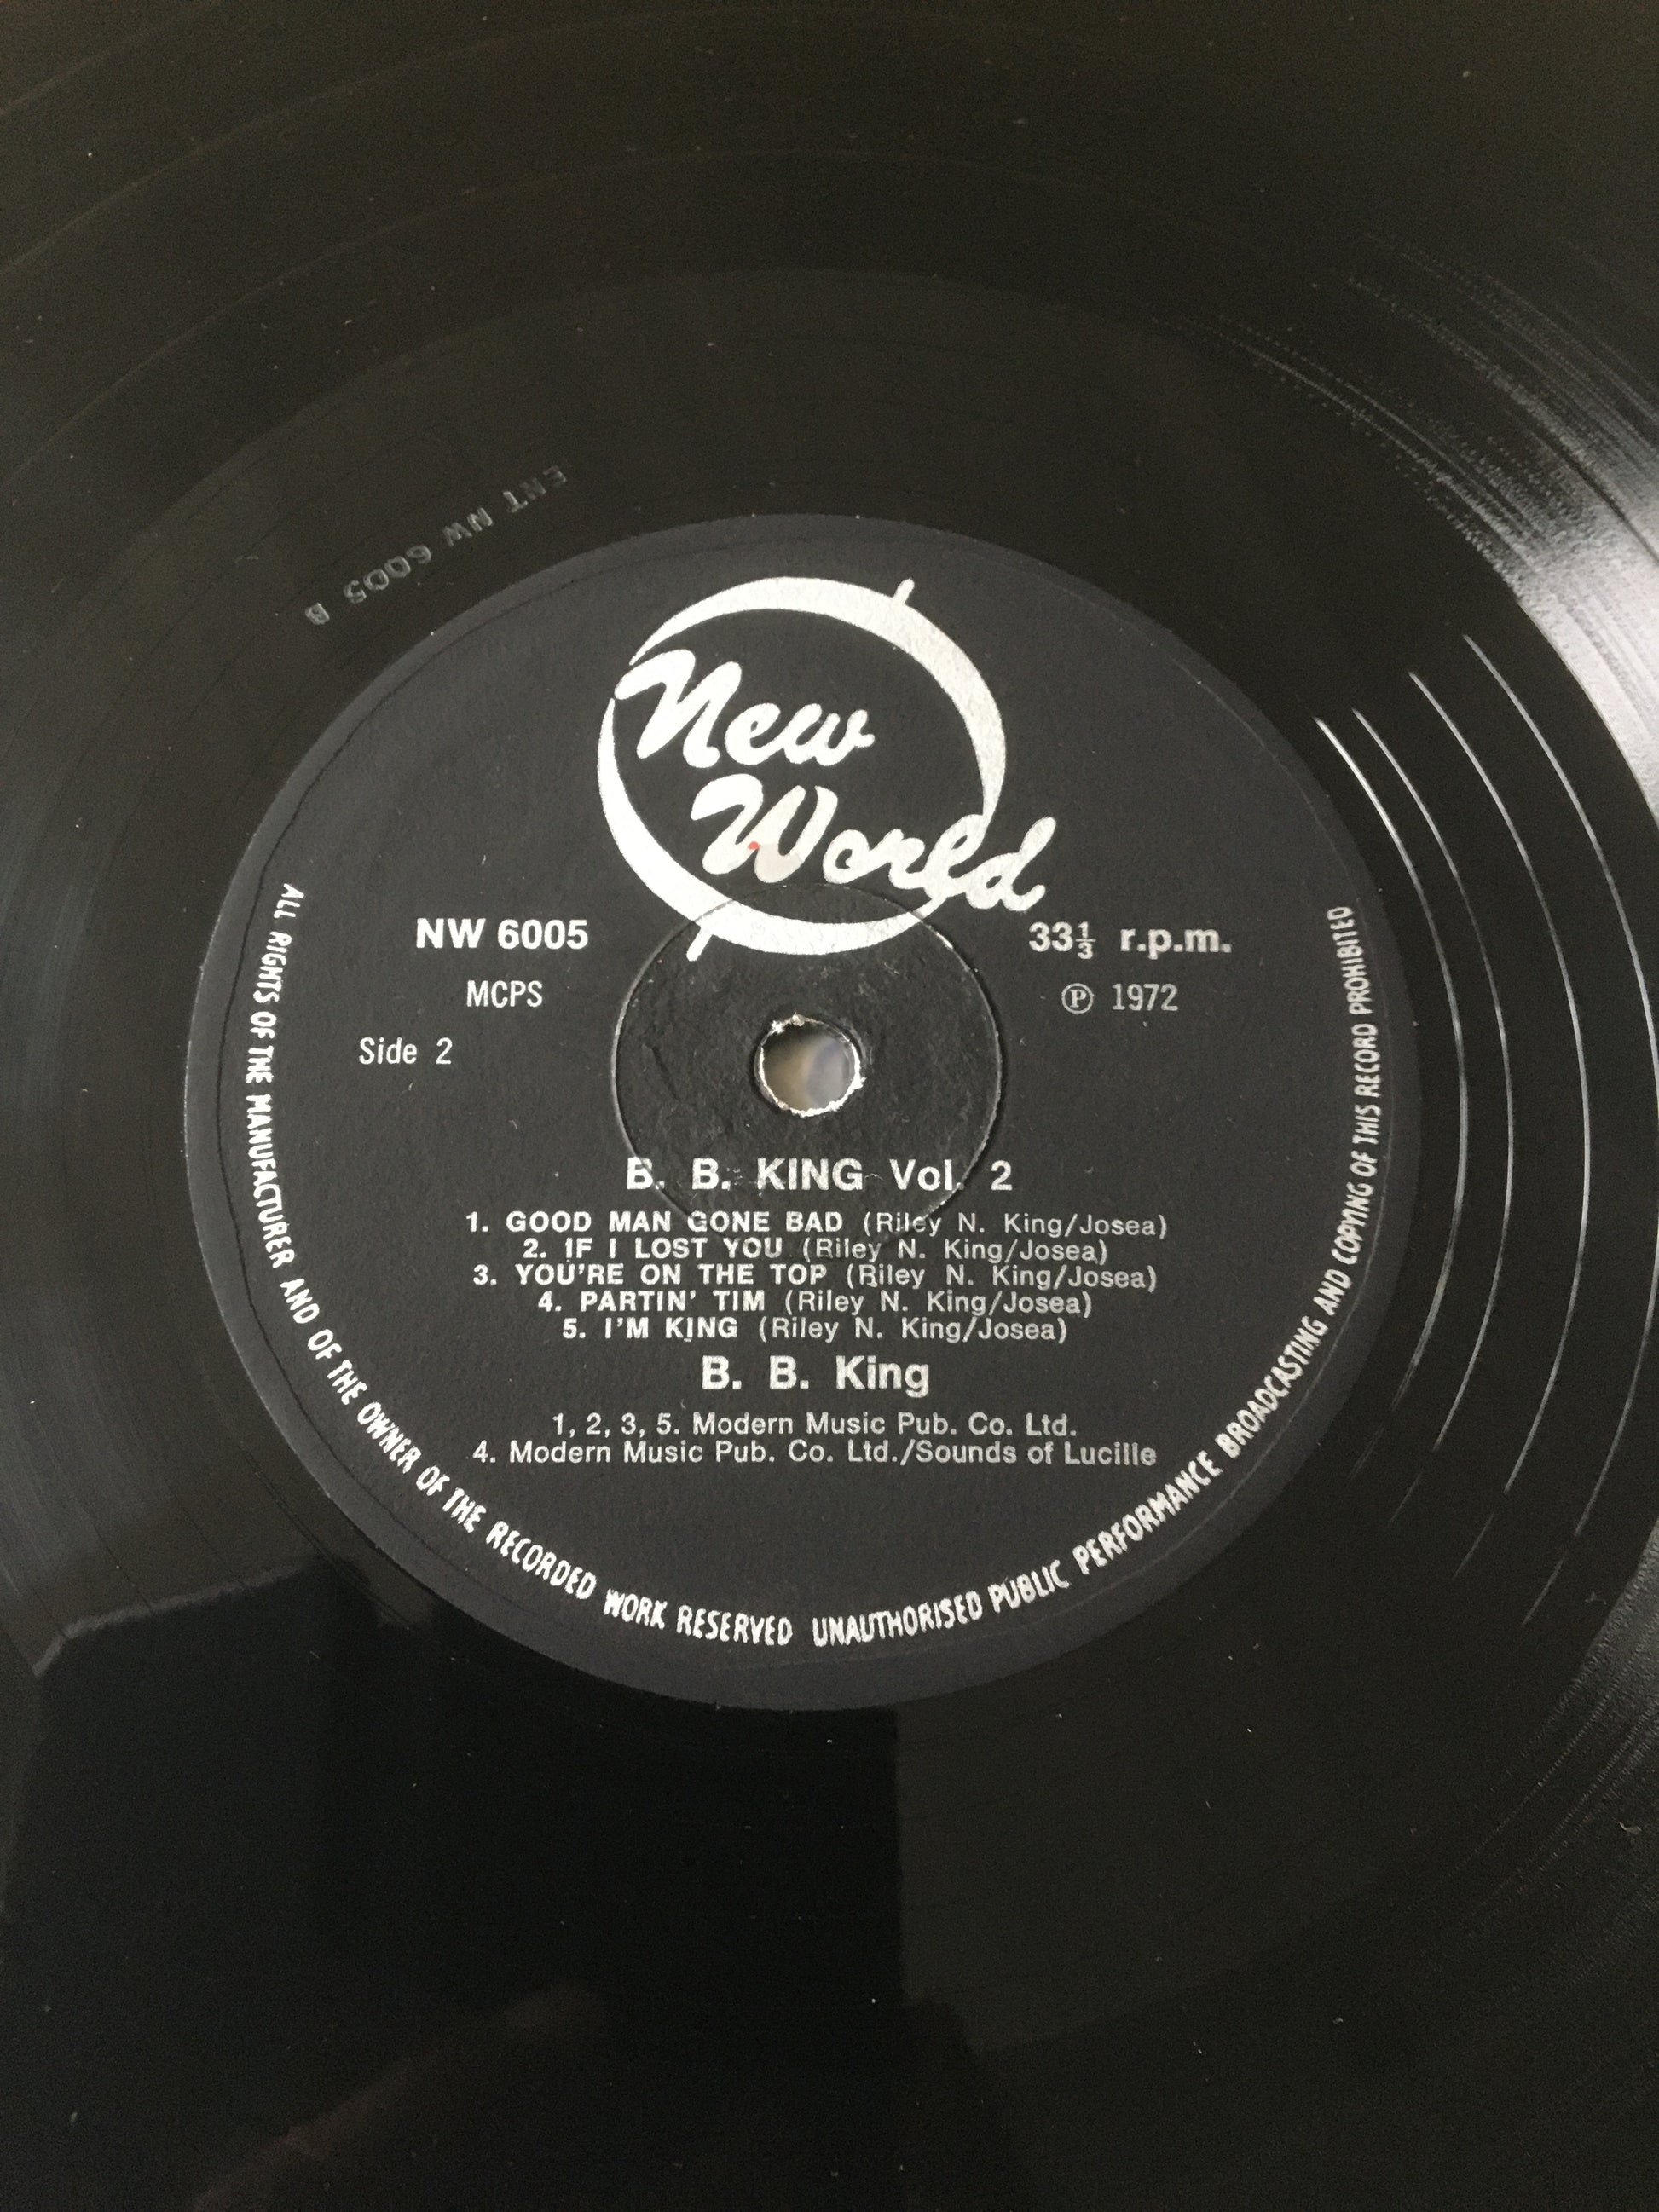 ENT NW 6005 B
New
World
NW 6005
33⅓ r.p.m.
MCPS
Ⓟ 1972
Side 2
B. B. KING Vol. 2
1. GOOD MAN GONE BAD (Riley N. King/Josea)
2. IF I LOST YOU (Riley N. King/Josea)
3. YOU'RE ON THE TOP (Riley N. King/Josea)
4. PARTIN' TIM (Riley N. King/Josea)
5. I'M KING (Riley N. King/Josea)
B. B. King
1, 2, 3, 5. Modern Music Pub. Co. Ltd.
4. Modern Music Pub. Co. Ltd./Sounds of Lucille
ALL RIGHTS OF THE MANUFACTURER AND OF THE OWNER OF THE RECORDED WORK RESERVED UNAUTHORISED PUBLIC PERFORMANCE BROADCASTING AND COPYING OF THIS RECORD PROHIBITED